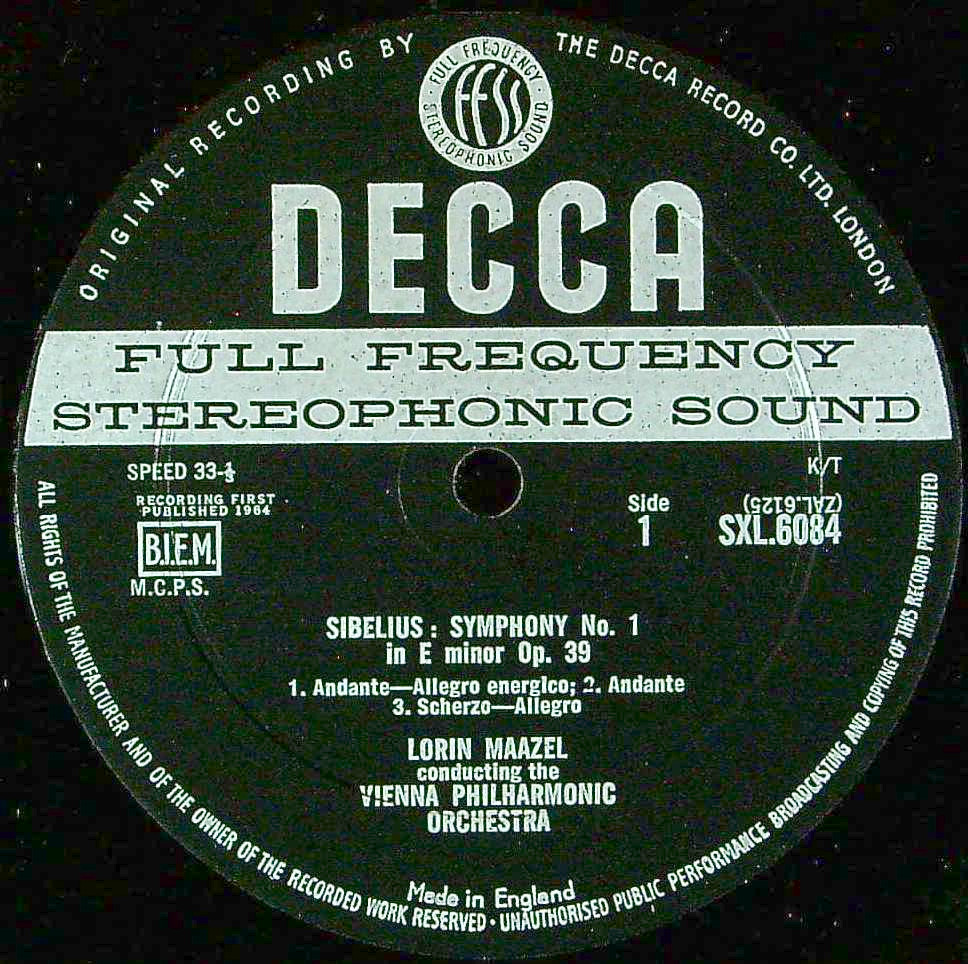 ORIGINAL RECORDING BY THE DECCA RECORD CO. LTD. LONDON
FULL FREQUENCY
FFSS
STEREOPHONIC SOUND
DECCA
FULL FREQUENCY
STEREOPHONIC SOUND
SPEED 33-⅓
K/T
RECORDING FIRST
PUBLISHED 1964
B.I.E.M.
M.C.P.S.
Side
1
(ZAL.6125)
SXL.6084
SIBELIUS : SYMPHONY No. 1
in E minor Op. 39
1. Andante—Allegro energico; 2. Andante
3. Scherzo—Allegro
LORIN MAAZEL
conducting the
VIENNA PHILHARMONIC
ORCHESTRA
Made in England
ALL RIGHTS OF THE MANUFACTURER AND OF THE OWNER OF THE RECORDED WORK RESERVED · UNAUTHORISED PUBLIC PERFORMANCE BROADCASTING AND COPYING OF THIS RECORD PROHIBITED